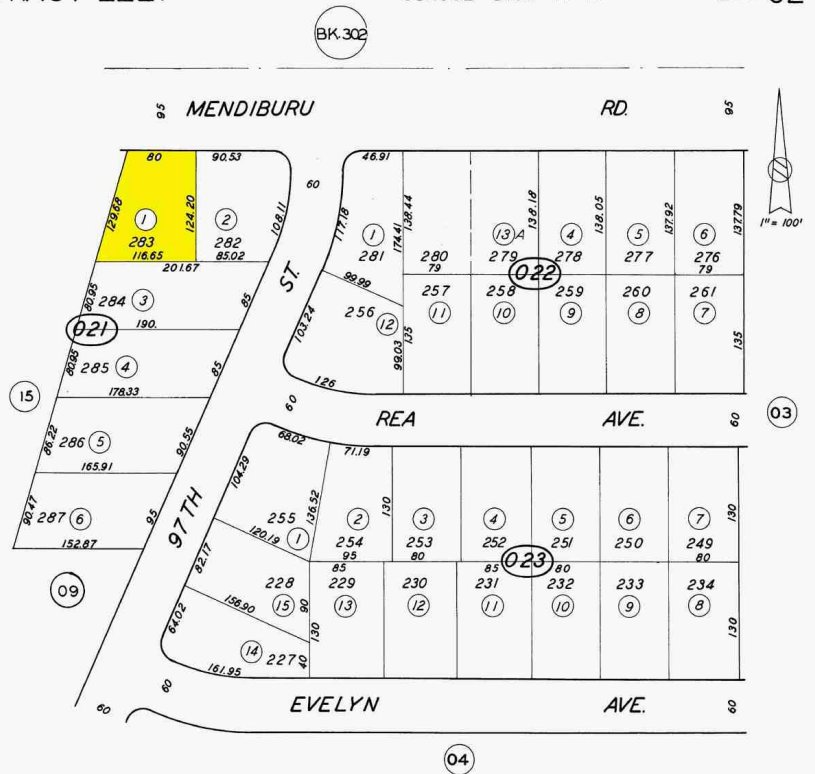 02
BK.302
95 MENDIBURU RD. 95
80 90.53 60 46.91
129.68 124.20 108.11 117.18 174.41 138.44 138.18 138.05 137.92 137.79
1 2 1 13A 4 5 6
283 282 281 280 279 278 277 276
116.65 85.02 79 79
1" = 100'
201.67
022
80.95 284 3 85 ST. 99.99
257 258 259 260 261
256 12 11 10 9 8 7
021 190. 103.24 99.03 135 135
80.95 285 4 85
178.33 126
15 60 REA AVE. 60 03
68.02 71.19
86.22 286 5 90.55
165.91 104.29 136.52 130 130
90.47 287 6 95 97TH
255 1 2 3 4 5 6 7
120.19 254 253 252 251 250 249
152.87 95 80 023 80
85 85 80
09 82.17 228 229 230 231 232 233 234
156.90 15 90 13 12 11 10 9 8
64.02 130 130
14 227 40
161.95
60 60 EVELYN AVE. 60
04